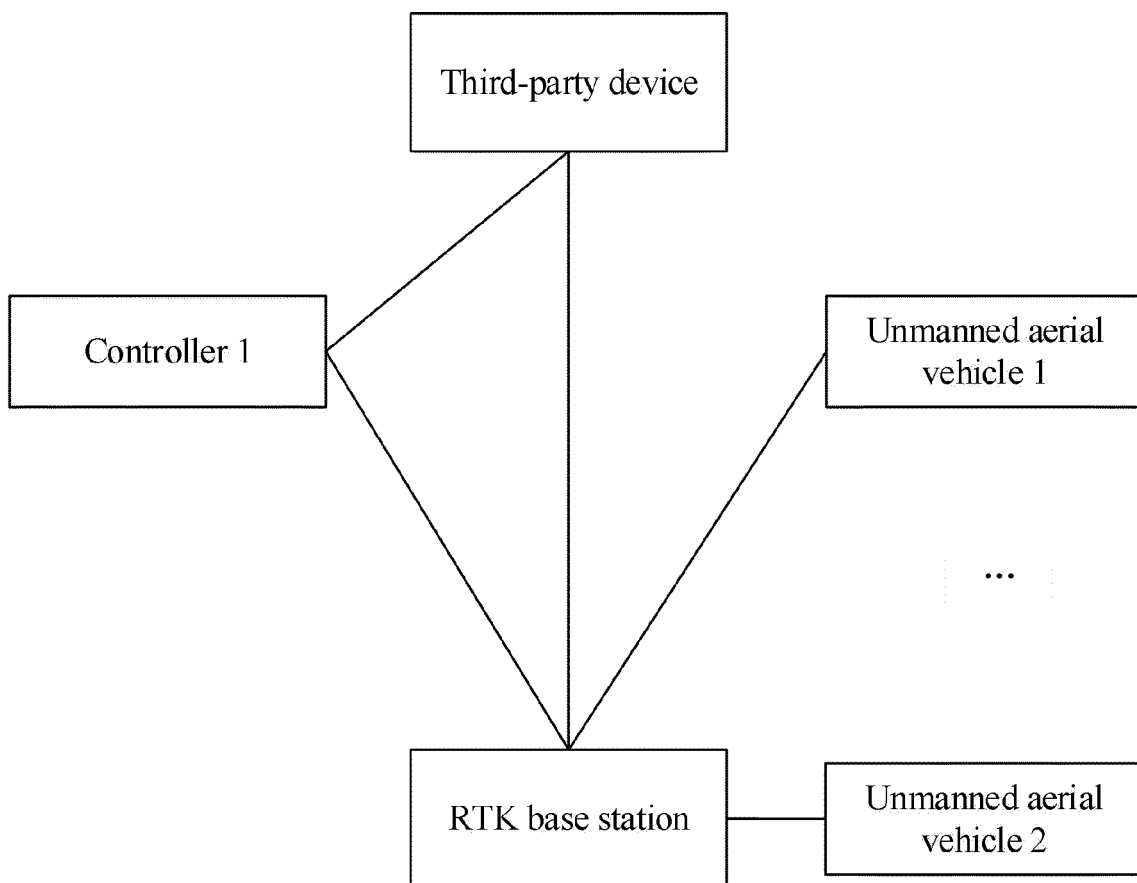 Third-party device
Controller 1
Unmanned aerial
vehicle 1
...
RTK base station
Unmanned aerial
vehicle 2